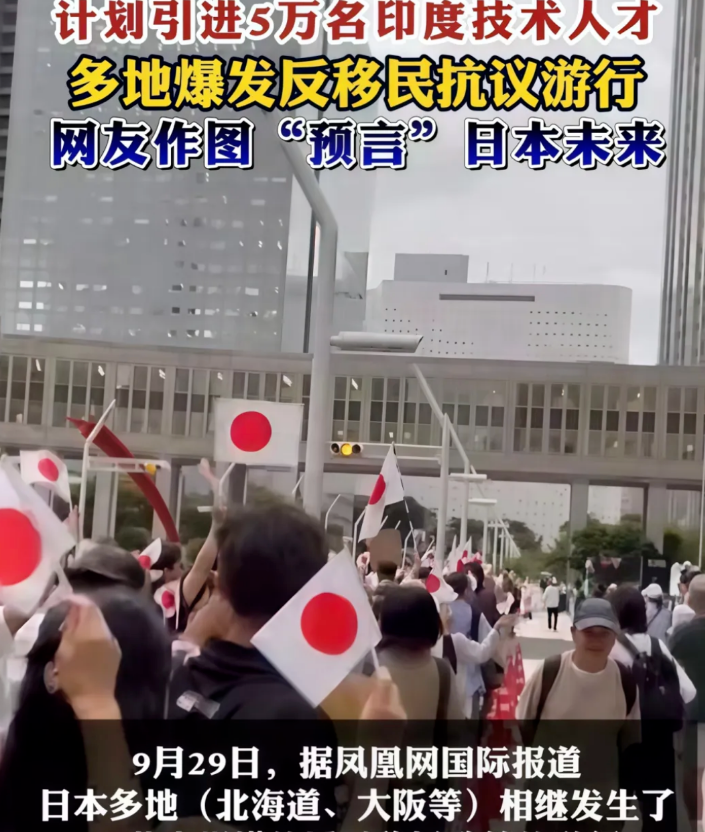 计划引进5万名印度技术人才
多地爆发反移民抗议游行
网友作图“预言”日本未来
9月29日，据凤凰网国际报道
日本多地（北海道、大阪等）相继发生了